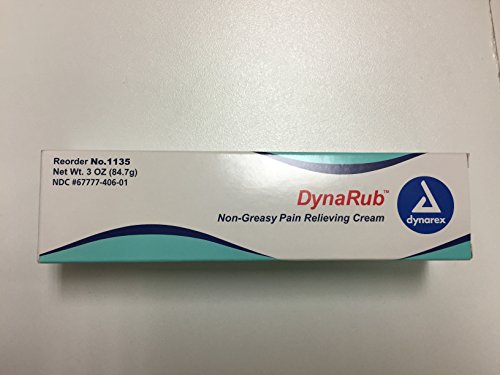 Reorder No.1135
Net Wt. 3 OZ (84.7g)
NDC #67777-406-01
DynaRub™
Non-Greasy Pain Relieving Cream
dynarex